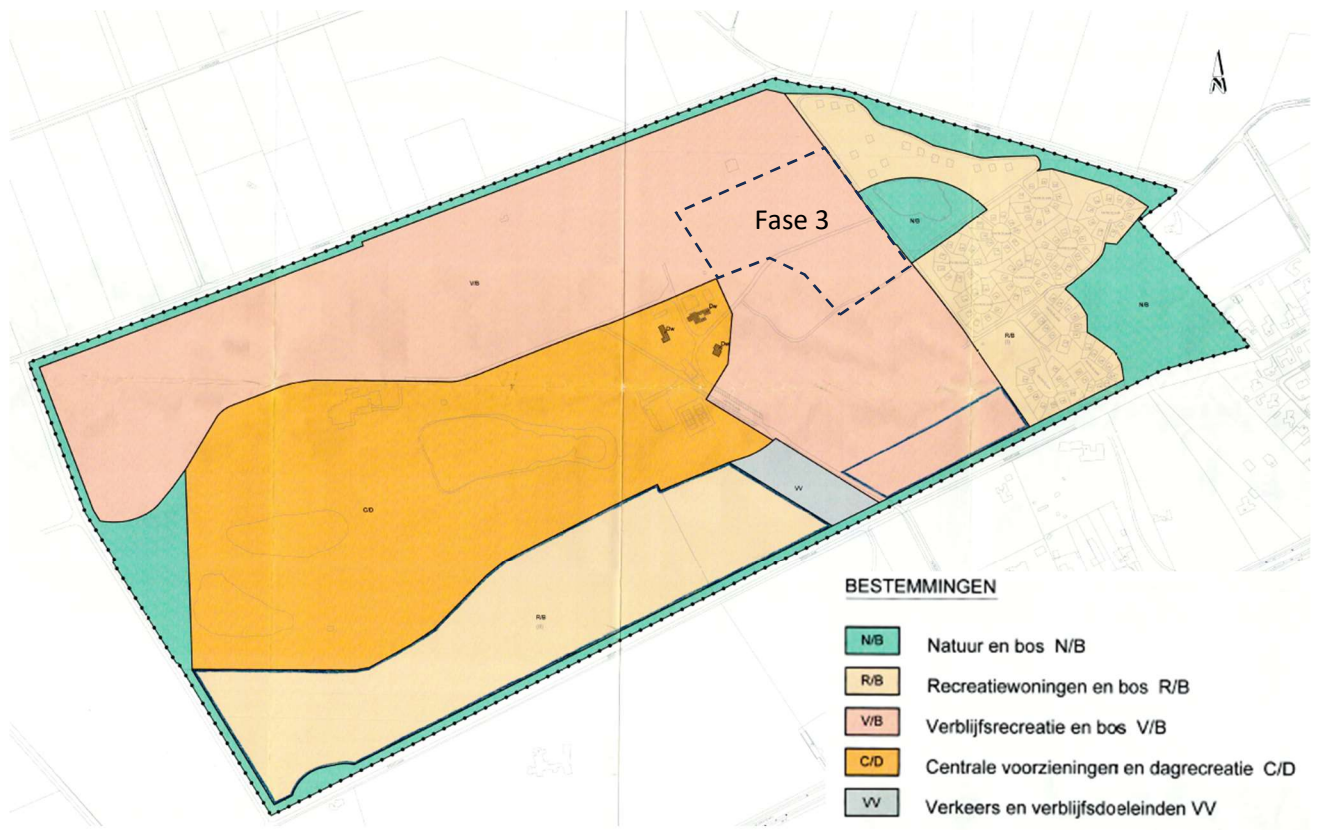 N
Fase 3
N/B
V/B
N/B
R/B
VV
C/D
R/B
BESTEMMINGEN
N/B Natuur en bos N/B
R/B Recreatiewoningen en bos R/B
V/B Verblijfsrecreatie en bos V/B
C/D Centrale voorzieningen en dagrecreatie C/D
VV Verkeers en verblijfsdoeleinden VV